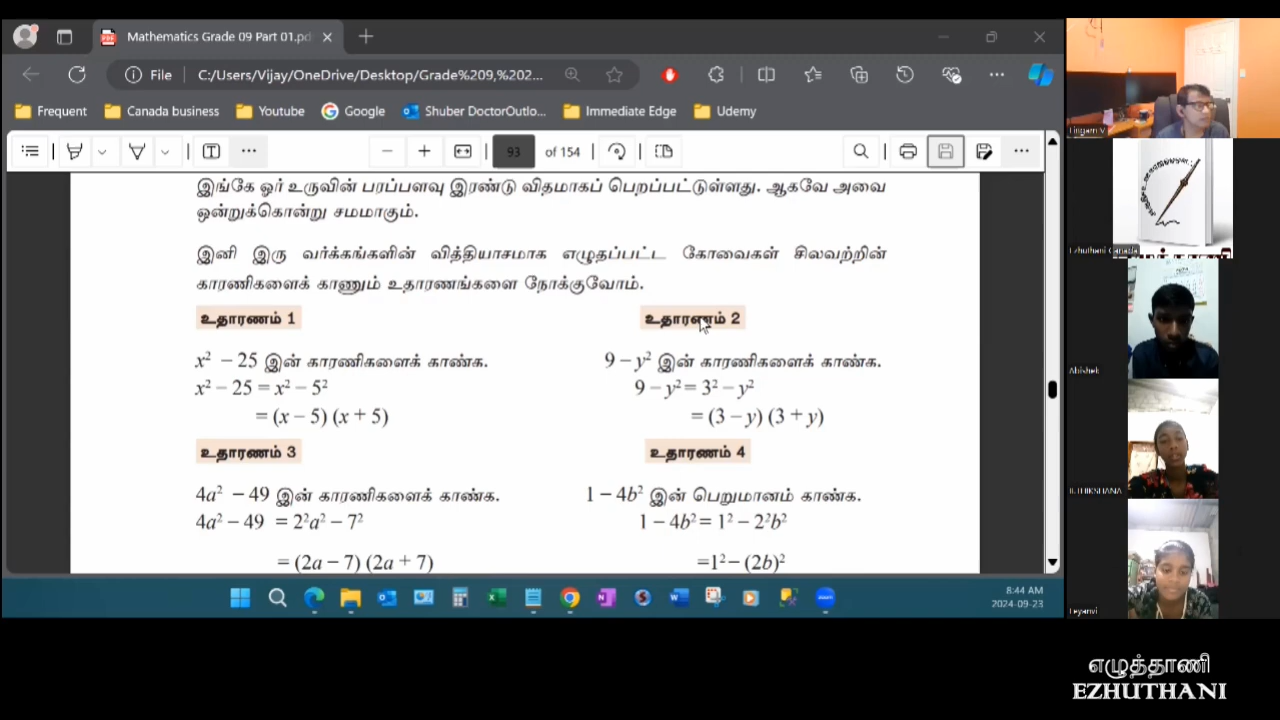 Mathematics Grade 09 Part 01.pd
File C:/Users/Vijay/OneDrive/Desktop/Grade%209,%202...
Frequent Canada business Youtube Google Shuber DoctorOutlo... Immediate Edge Udemy
93 of 154
இங்கே ஓர் உருவின் பரப்பளவு இரண்டு விதமாகப் பெறப்பட்டுள்ளது. ஆகவே அவை
ஒன்றுக்கொன்று சமமாகும்.
இனி இரு வர்க்கங்களின் வித்தியாசமாக எழுதப்பட்ட கோவைகள் சிலவற்றின்
காரணிகளைக் காணும் உதாரணங்களை நோக்குவோம்.
உதாரணம் 1
x² − 25 இன் காரணிகளைக் காண்க.
x² − 25 = x² − 5²
= (x − 5) (x + 5)
உதாரணம் 2
9 − y² இன் காரணிகளைக் காண்க.
9 − y² = 3² − y²
= (3 − y) (3 + y)
உதாரணம் 3
4a² − 49 இன் காரணிகளைக் காண்க.
4a² − 49 = 2²a² − 7²
= (2a − 7) (2a + 7)
உதாரணம் 4
1 − 4b² இன் பெறுமானம் காண்க.
1 − 4b² = 1² − 2²b²
=1² − (2b)²
8:44 AM
2024-09-23
Lingam V
Ezhuthani Canada
Abishek
எழுத்தாணி
EZHUTHANI